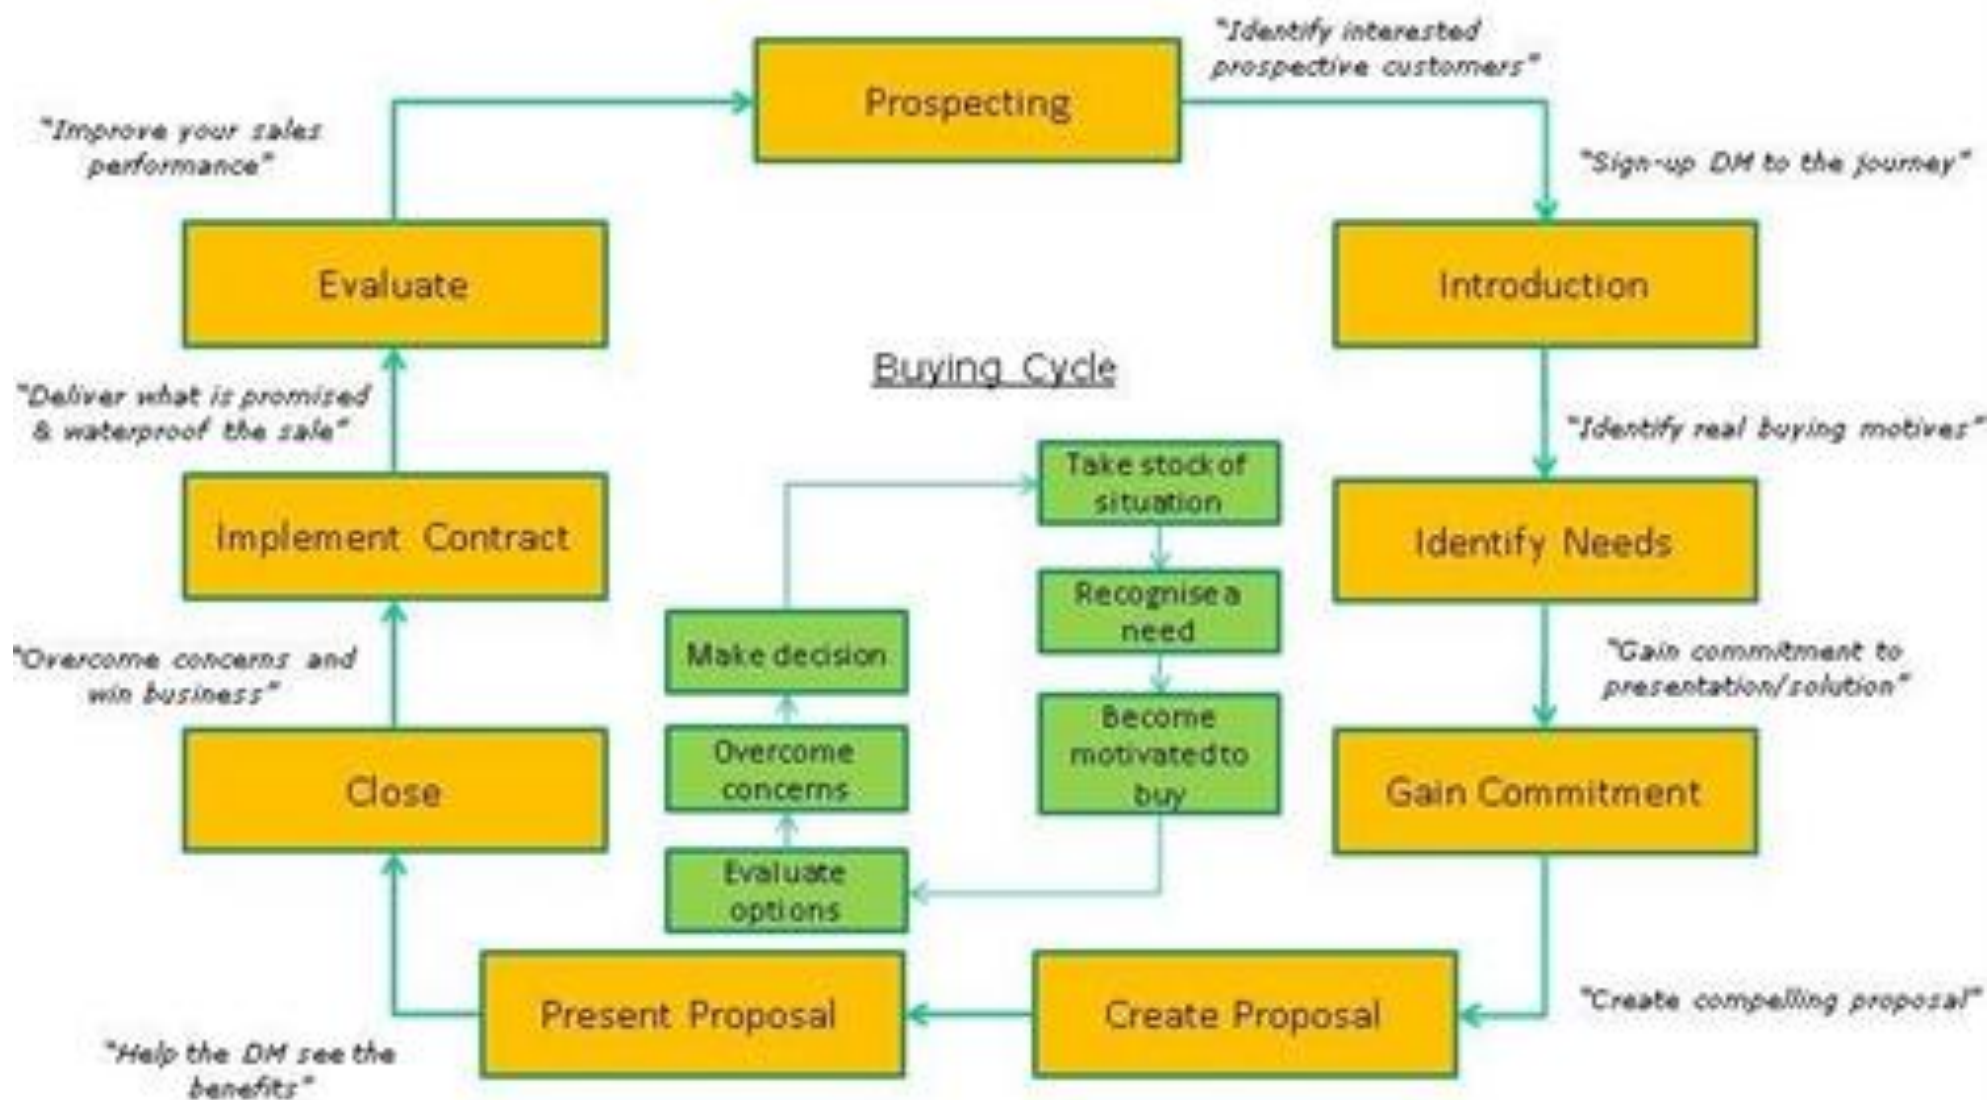 "Identify interested
prospective customers"
Prospecting
"Improve your sales
performance"
"Sign-up DM to the journey"
Evaluate
Introduction
Buying Cycle
"Deliver what is promised
& waterproof the sale"
"Identify real buying motives"
Take stock of
situation
Implement Contract
Identify Needs
Recognise a
need
Make decision
"Overcome concerns and
win business"
"Gain commitment to
presentation/solution"
Become
motivated to
buy
Overcome
concerns
Close
Gain Commitment
Evaluate
options
Present Proposal
Create Proposal
"Create compelling proposal"
"Help the DM see the
benefits"